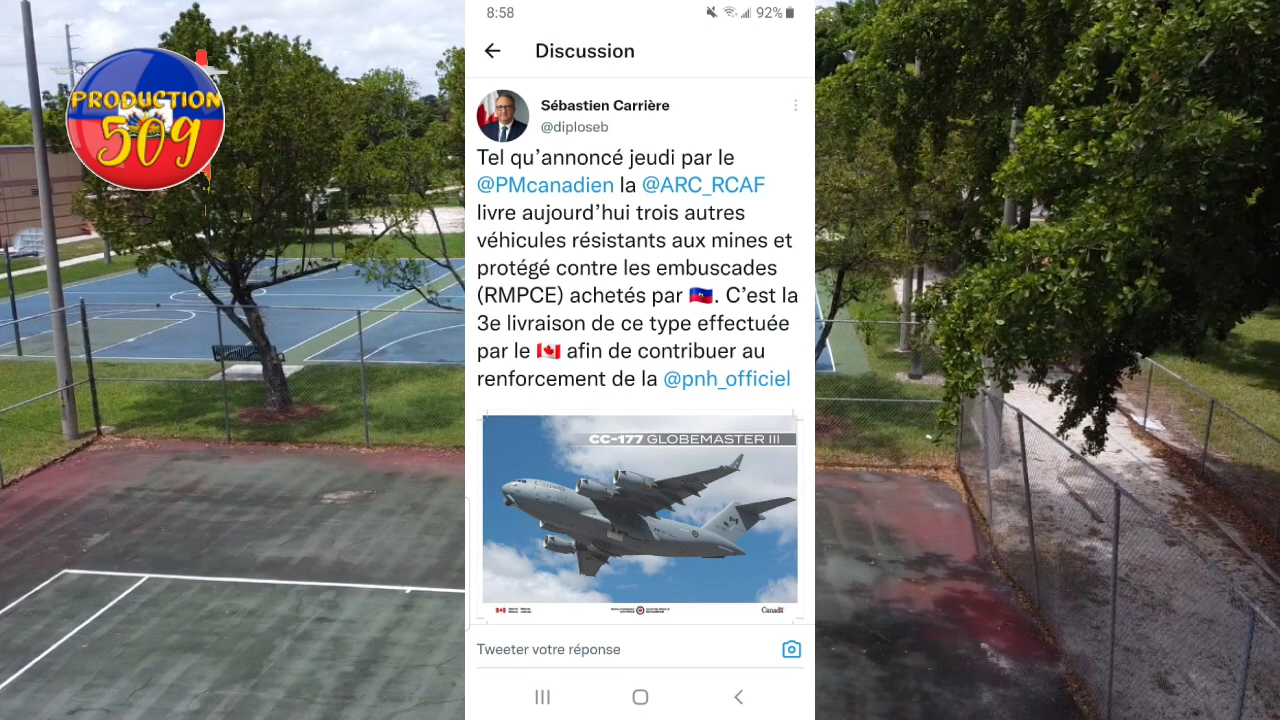 PRODUCTION
509
8:58
92%
Discussion
Sébastien Carrière
@diploseb
Tel qu’annoncé jeudi par le
@PMcanadien la @ARC_RCAF
livre aujourd’hui trois autres
véhicules résistants aux mines et
protégé contre les embuscades
(RMPCE) achetés par 🇭🇹. C’est la
3e livraison de ce type effectuée
par le 🇨🇦 afin de contribuer au
renforcement de la @pnh_officiel
CC-177 GLOBEMASTER III
Canada
Tweeter votre réponse